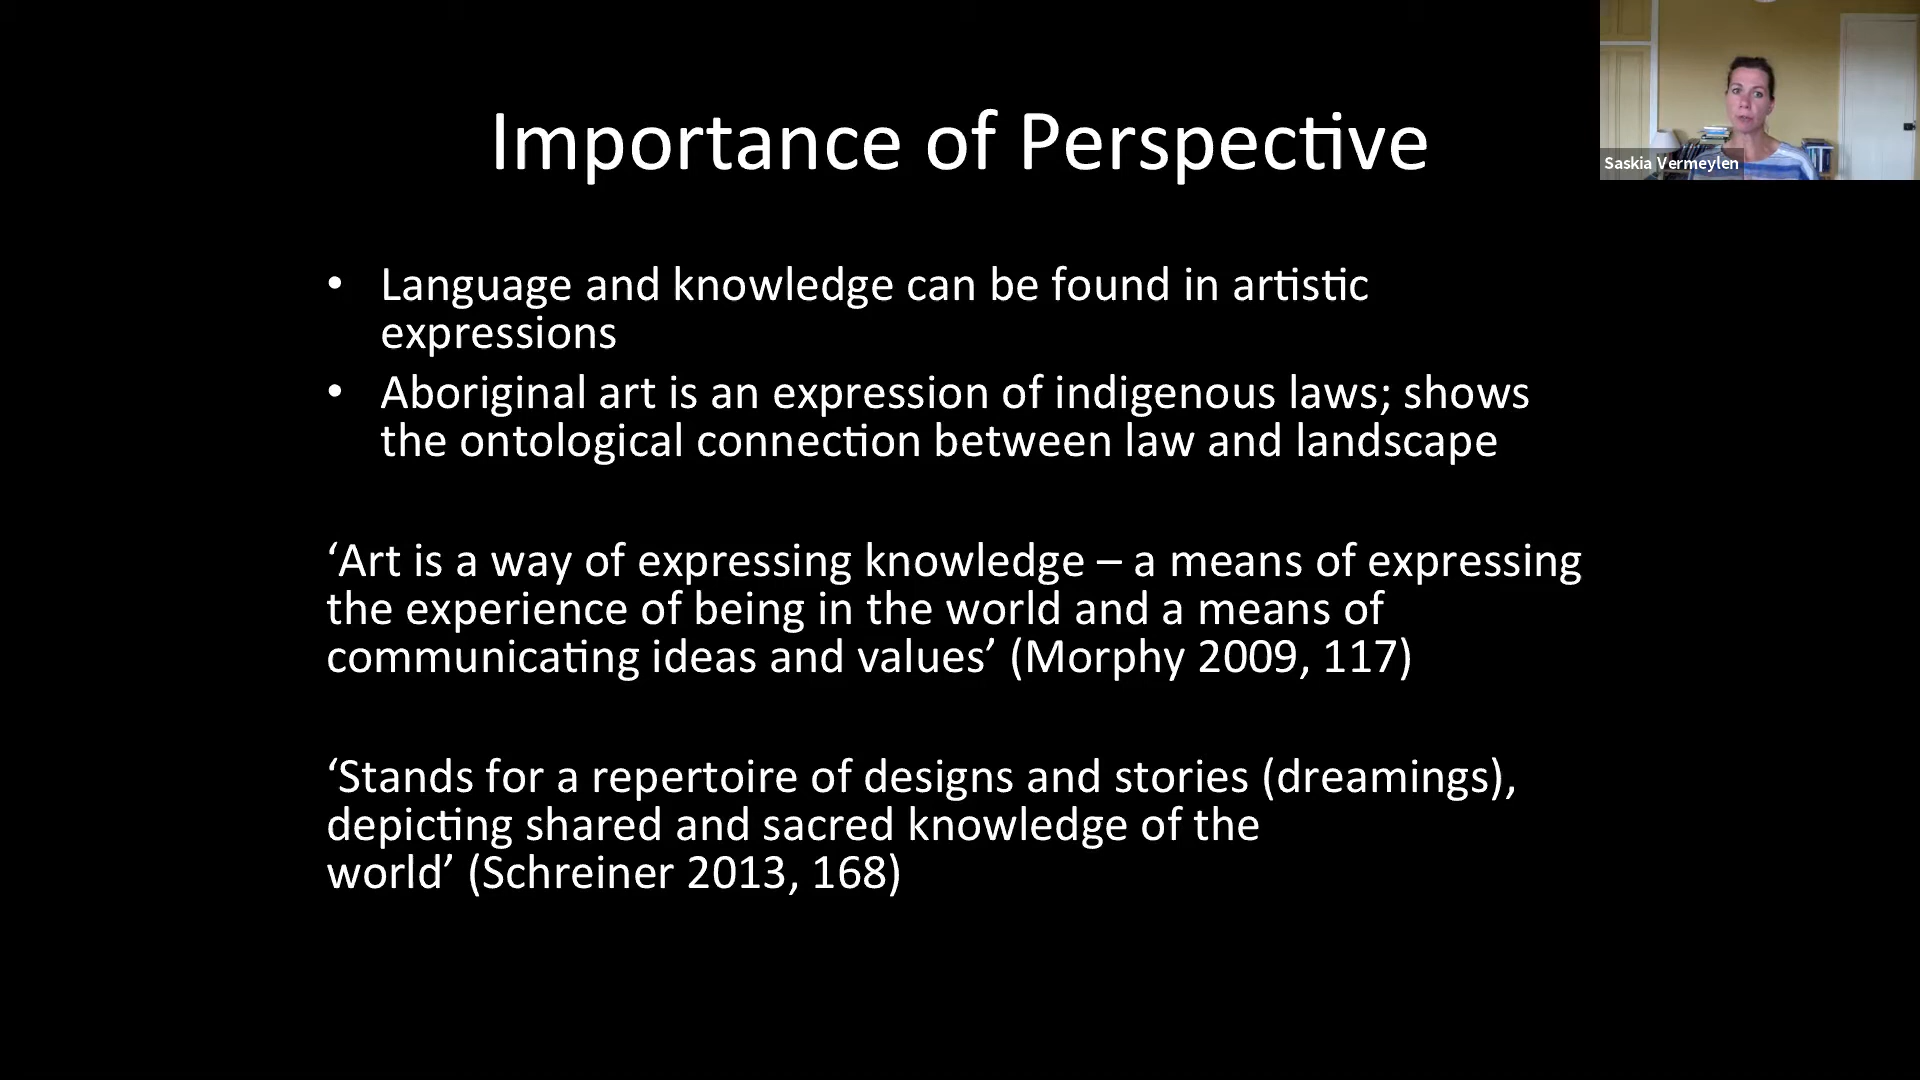 Importance of Perspective
Saskia Vermeylen
• Language and knowledge can be found in artistic
expressions
• Aboriginal art is an expression of indigenous laws; shows
the ontological connection between law and landscape
‘Art is a way of expressing knowledge – a means of expressing
the experience of being in the world and a means of
communicating ideas and values’ (Morphy 2009, 117)
‘Stands for a repertoire of designs and stories (dreamings),
depicting shared and sacred knowledge of the
world’ (Schreiner 2013, 168)